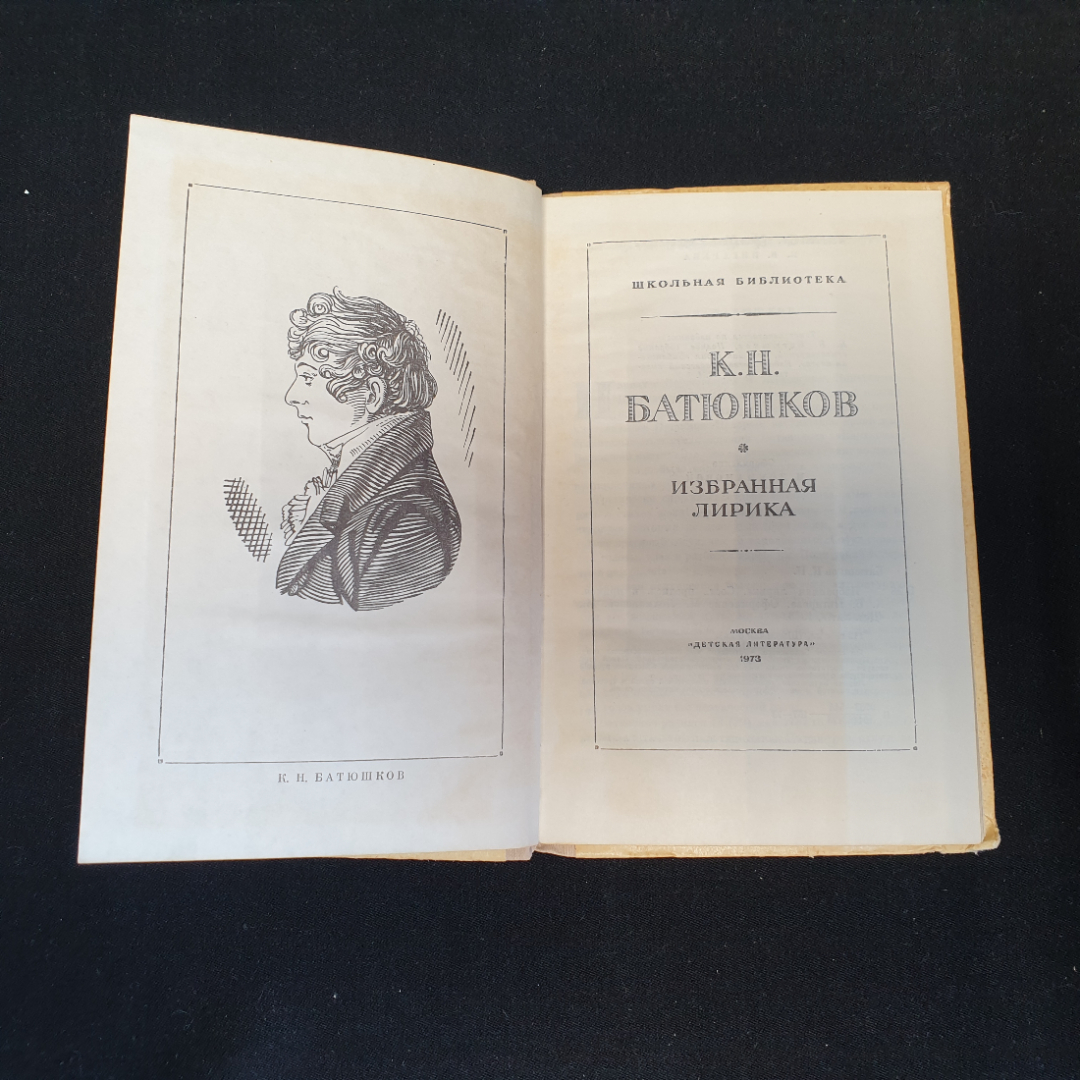 К. Н. БАТЮШКОВ
ШКОЛЬНАЯ БИБЛИОТЕКА
К.Н.
БАТЮШКОВ
ИЗБРАННАЯ
ЛИРИКА
МОСКВА
«ДЕТСКАЯ ЛИТЕРАТУРА»
1973